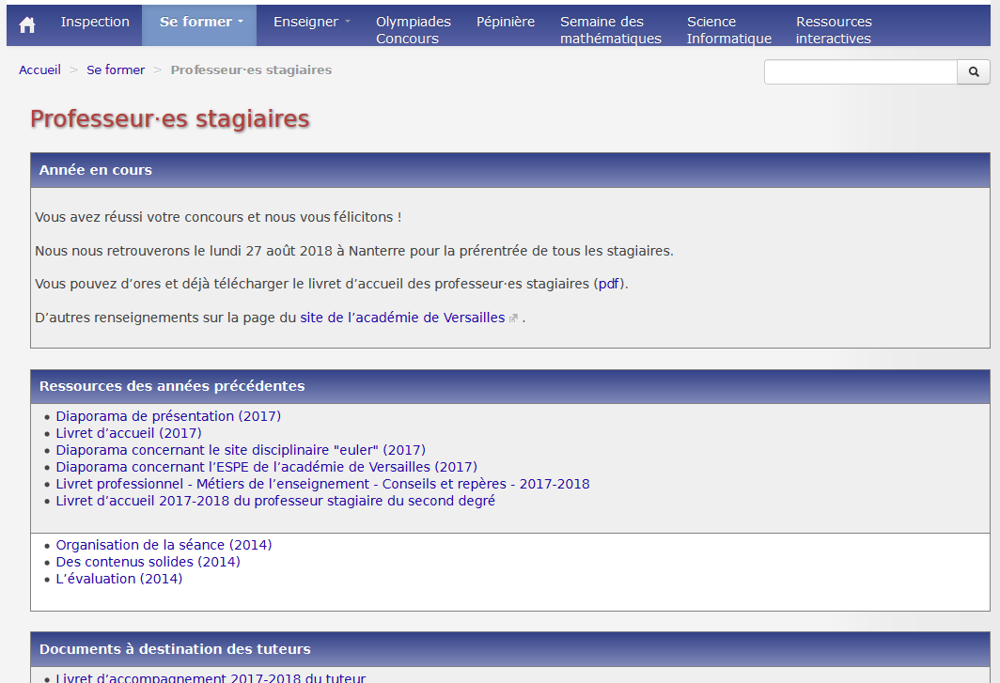 Inspection
Se former
Enseigner
Olympiades
Concours
Pépinière
Semaine des
mathématiques
Science
Informatique
Ressources
interactives
Accueil > Se former > Professeur·es stagiaires
Professeur·es stagiaires
Année en cours
Vous avez réussi votre concours et nous vous félicitons !
Nous nous retrouverons le lundi 27 août 2018 à Nanterre pour la prérentrée de tous les stagiaires.
Vous pouvez d’ores et déjà télécharger le livret d’accueil des professeur·es stagiaires (pdf).
D’autres renseignements sur la page du site de l’académie de Versailles .
Ressources des années précédentes
• Diaporama de présentation (2017)
• Livret d’accueil (2017)
• Diaporama concernant le site disciplinaire "euler" (2017)
• Diaporama concernant l’ESPE de l’académie de Versailles (2017)
• Livret professionnel - Métiers de l’enseignement - Conseils et repères - 2017-2018
• Livret d’accueil 2017-2018 du professeur stagiaire du second degré
• Organisation de la séance (2014)
• Des contenus solides (2014)
• L’évaluation (2014)
Documents à destination des tuteurs
• Livret d’accompagnement 2017-2018 du tuteur